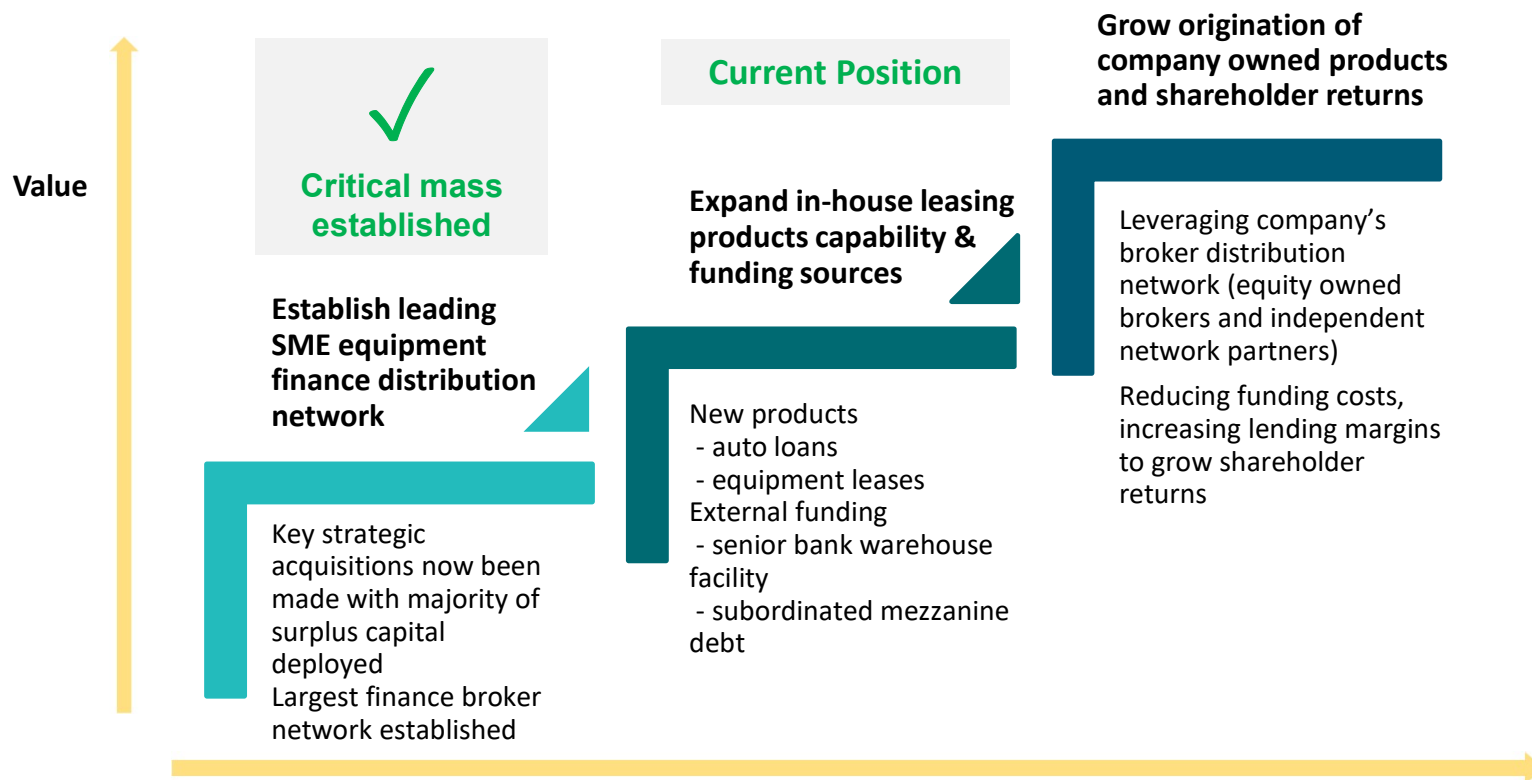 Value
Critical mass
established
Establish leading
SME equipment
finance distribution
network
Key strategic
acquisitions now been
made with majority of
surplus capital
deployed
Largest finance broker
network established
Current Position
Expand in-house leasing
products capability &
funding sources
New products
- auto loans
- equipment leases
External funding
- senior bank warehouse
facility
- subordinated mezzanine
debt
Grow origination of
company owned products
and shareholder returns
Leveraging company’s
broker distribution
network (equity owned
brokers and independent
network partners)
Reducing funding costs,
increasing lending margins
to grow shareholder
returns